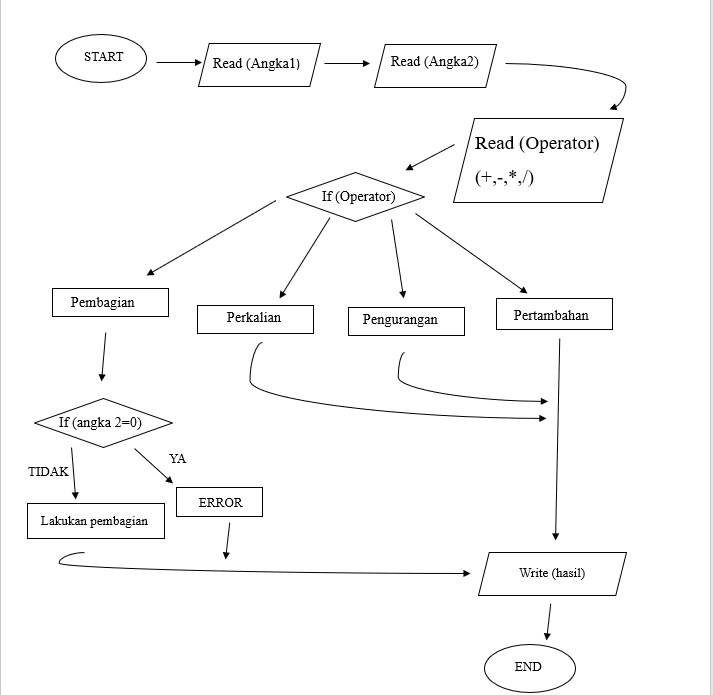 START
Read (Angka1)
Read (Angka2)
Read (Operator)
(+,-,*,/)
If (Operator)
Pembagian
Perkalian
Pengurangan
Pertambahan
If (angka 2=0)
TIDAK
YA
Lakukan pembagian
ERROR
Write (hasil)
END